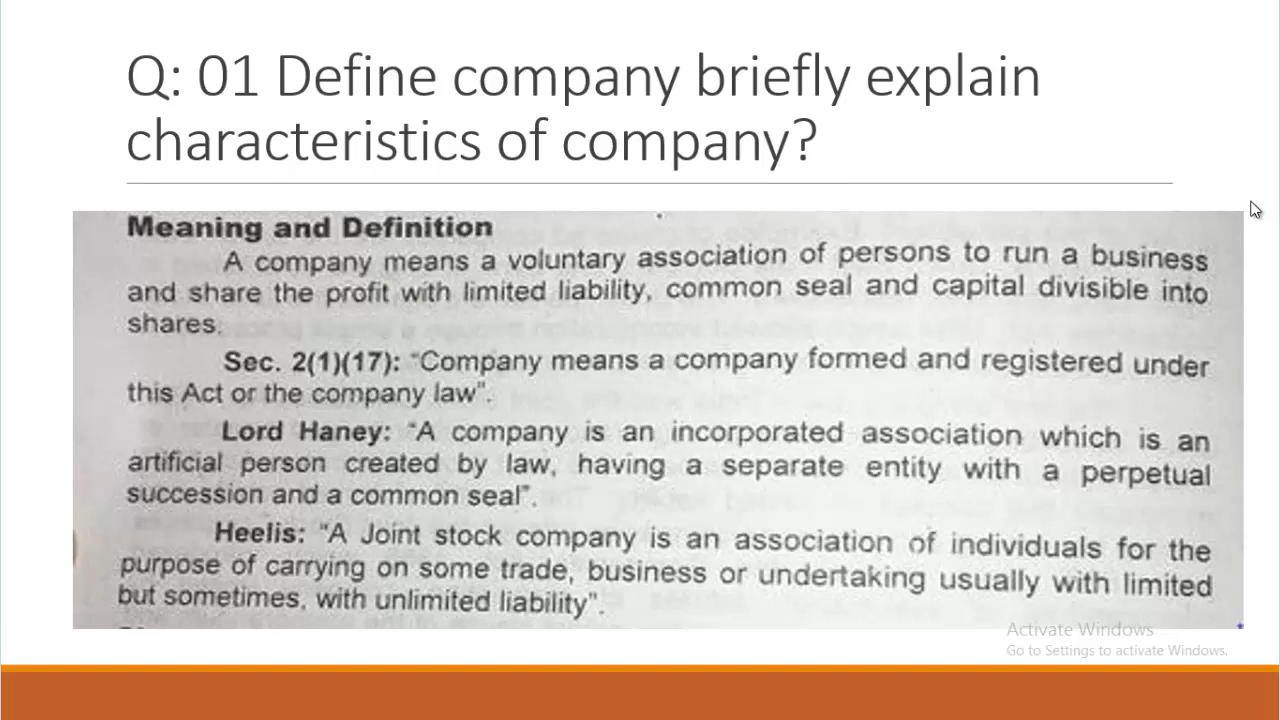 Q: 01 Define company briefly explain
characteristics of company?
Meaning and Definition
A company means a voluntary association of persons to run a business
and share the profit with limited liability, common seal and capital divisible into
shares.
Sec. 2(1)(17): "Company means a company formed and registered under
this Act or the company law".
Lord Haney: "A company is an incorporated association which is an
artificial person created by law, having a separate entity with a perpetual
succession and a common seal".
Heelis: "A Joint stock company is an association of individuals for the
purpose of carrying on some trade, business or undertaking usually with limited
but sometimes, with unlimited liability".
Activate Windows
Go to Settings to activate Windows.